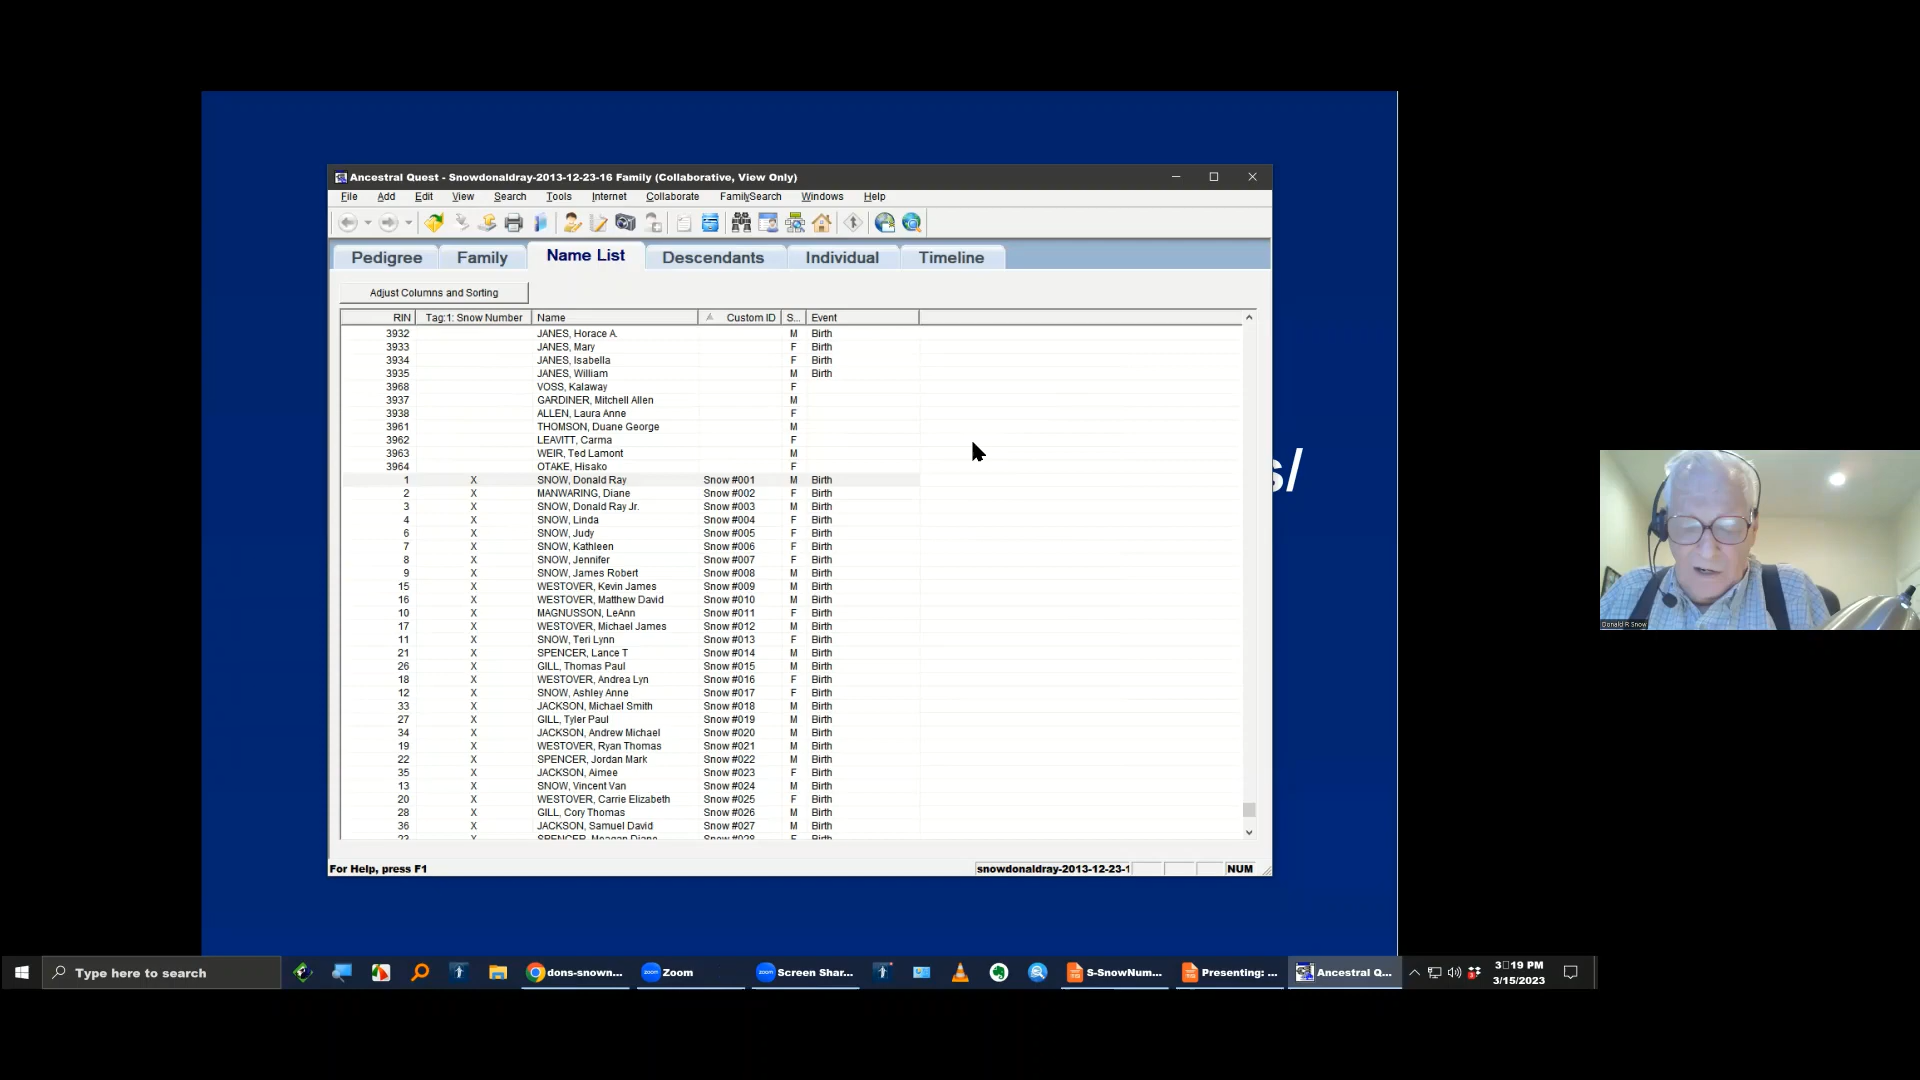 Ancestral Quest - Snowdonaldray-2013-12-23-16 Family (Collaborative, View Only)
File Add Edit View Search Tools Internet Collaborate FamilySearch Windows Help
Pedigree Family Name List Descendants Individual Timeline
Adjust Columns and Sorting
RIN Tag:1: Snow Number Name Custom ID S... Event
3932 JANES, Horace A. M Birth
3933 JANES, Mary F Birth
3934 JANES, Isabella F Birth
3935 JANES, William M Birth
3968 VOSS, Kalaway F
3937 GARDINER, Mitchell Allen M
3938 ALLEN, Laura Anne F
3961 THOMSON, Duane George M
3962 LEAVITT, Carma F
3963 WEIR, Ted Lamont M
3964 OTAKE, Hisako F
s/
1 X SNOW, Donald Ray Snow #001 M Birth
2 X MANWARING, Diane Snow #002 F Birth
3 X SNOW, Donald Ray Jr. Snow #003 M Birth
4 X SNOW, Linda Snow #004 F Birth
6 X SNOW, Judy Snow #005 F Birth
7 X SNOW, Kathleen Snow #006 F Birth
8 X SNOW, Jennifer Snow #007 F Birth
9 X SNOW, James Robert Snow #008 M Birth
15 X WESTOVER, Kevin James Snow #009 M Birth
16 X WESTOVER, Matthew David Snow #010 M Birth
10 X MAGNUSSON, LeAnn Snow #011 F Birth
17 X WESTOVER, Michael James Snow #012 M Birth
11 X SNOW, Teri Lynn Snow #013 F Birth
21 X SPENCER, Lance T Snow #014 M Birth
26 X GILL, Thomas Paul Snow #015 M Birth
18 X WESTOVER, Andrea Lyn Snow #016 F Birth
12 X SNOW, Ashley Anne Snow #017 F Birth
33 X JACKSON, Michael Smith Snow #018 M Birth
27 X GILL, Tyler Paul Snow #019 M Birth
34 X JACKSON, Andrew Michael Snow #020 M Birth
19 X WESTOVER, Ryan Thomas Snow #021 M Birth
22 X SPENCER, Jordan Mark Snow #022 M Birth
35 X JACKSON, Aimee Snow #023 F Birth
13 X SNOW, Vincent Van Snow #024 M Birth
20 X WESTOVER, Carrie Elizabeth Snow #025 F Birth
28 X GILL, Cory Thomas Snow #026 M Birth
36 X JACKSON, Samuel David Snow #027 M Birth
23 X SPENCER, Meagan Diane Snow #028 F Birth
For Help, press F1 snowdonaldray-2013-12-23-1 NUM
Donald R Snow
Type here to search dons-snown... zoom Zoom zoom Screen Shar... S-SnowNum... Presenting: ... Ancestral Q... 3:19 PM
3/15/2023